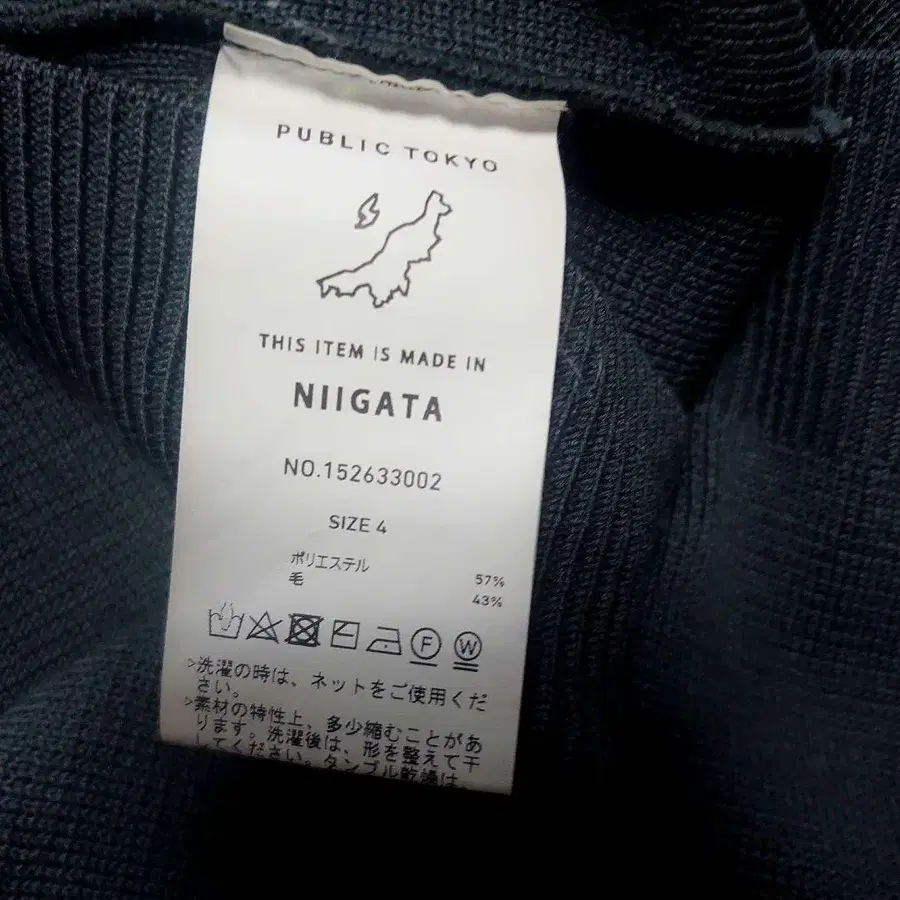 PUBLIC TOKYO
THIS ITEM IS MADE IN
NIIGATA
NO.152633002
SIZE 4
ポリエステル 57%
毛 43%
F W
>洗濯の時は、ネットをご使用くだ
さい。
>素材の特性上、多少縮むことがあ
ります。洗濯後は、形を整えて干
してください。タンブル乾燥は、